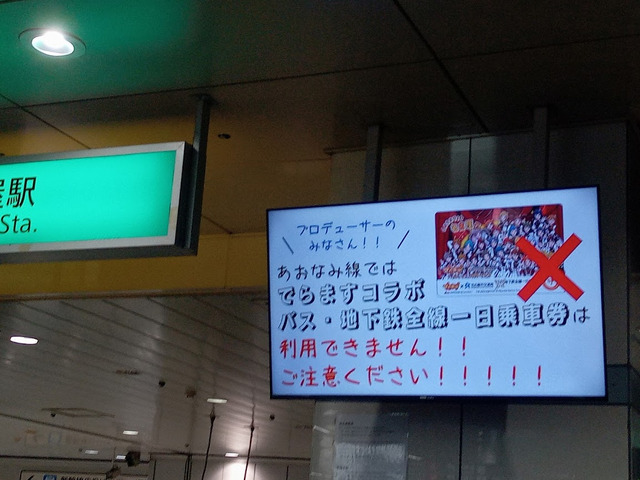 駅
Sta.
プロデューサーの
みなさん！！
あおなみ線では
でらますコラボ
バス・地下鉄全線一日乗車券は
利用できません！！
ご注意ください！！！！！